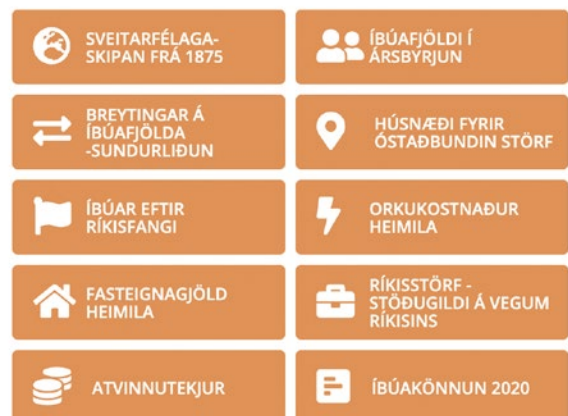 SVEITARFÉLAGA-
SKIPAN FRÁ 1875
ÍBÚAFJÖLDI Í
ÁRSBYRJUN
BREYTINGAR Á
ÍBÚAFJÖLDA
-SUNDURLIÐUN
HÚSNÆÐI FYRIR
ÓSTAÐBUNDIN STÖRF
ÍBÚAR EFTIR
RÍKISFANGI
ORKUKOSTNAÐUR
HEIMILA
FASTEIGNAGJÖLD
HEIMILA
RÍKISSTÖRF -
STÖÐUGILDI Á VEGUM
RÍKISINS
ATVINNUTEKJUR
ÍBÚAKÖNNUN 2020